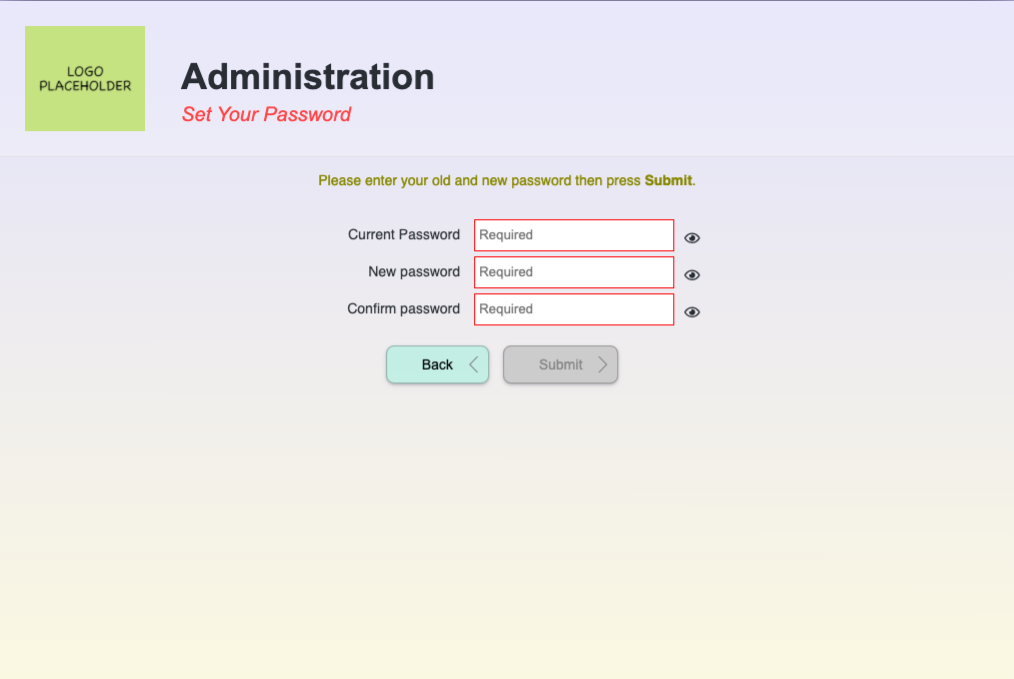 LOGO
PLACEHOLDER
Administration
Set Your Password
Please enter your old and new password then press Submit.
Current Password Required
New password Required
Confirm password Required
Back Submit